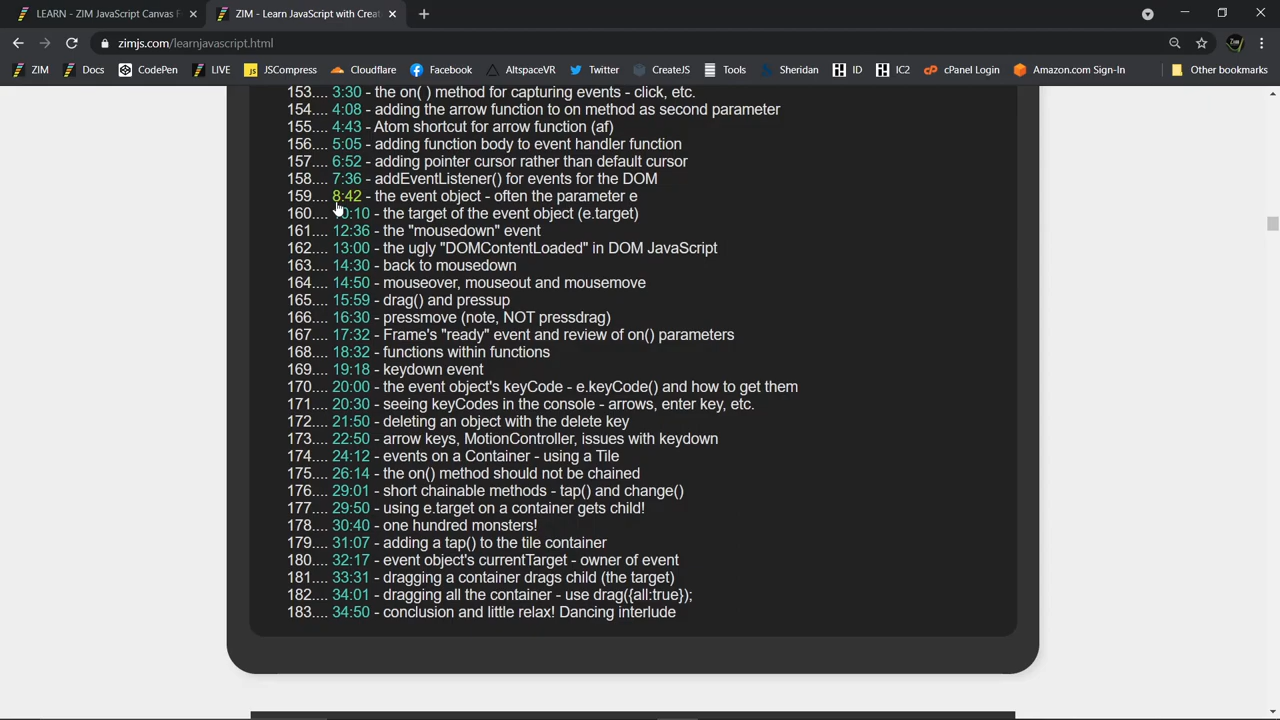 LEARN - ZIM JavaScript Canvas F
ZIM - Learn JavaScript with Creat
zimjs.com/learnjavascript.html
ZIM Docs CodePen LIVE JSCompress Cloudflare Facebook AltspaceVR Twitter CreateJS Tools Sheridan ID IC2 cPanel Login Amazon.com Sign-In Other bookmarks
153.... 3:30 - the on( ) method for capturing events - click, etc.
154.... 4:08 - adding the arrow function to on method as second parameter
155.... 4:43 - Atom shortcut for arrow function (af)
156.... 5:05 - adding function body to event handler function
157.... 6:52 - adding pointer cursor rather than default cursor
158.... 7:36 - addEventListener() for events for the DOM
159.... 8:42 - the event object - often the parameter e
160.... 10:10 - the target of the event object (e.target)
161.... 12:36 - the "mousedown" event
162.... 13:00 - the ugly "DOMContentLoaded" in DOM JavaScript
163.... 14:30 - back to mousedown
164.... 14:50 - mouseover, mouseout and mousemove
165.... 15:59 - drag() and pressup
166.... 16:30 - pressmove (note, NOT pressdrag)
167.... 17:32 - Frame's "ready" event and review of on() parameters
168.... 18:32 - functions within functions
169.... 19:18 - keydown event
170.... 20:00 - the event object's keyCode - e.keyCode() and how to get them
171.... 20:30 - seeing keyCodes in the console - arrows, enter key, etc.
172.... 21:50 - deleting an object with the delete key
173.... 22:50 - arrow keys, MotionController, issues with keydown
174.... 24:12 - events on a Container - using a Tile
175.... 26:14 - the on() method should not be chained
176.... 29:01 - short chainable methods - tap() and change()
177.... 29:50 - using e.target on a container gets child!
178.... 30:40 - one hundred monsters!
179.... 31:07 - adding a tap() to the tile container
180.... 32:17 - event object's currentTarget - owner of event
181.... 33:31 - dragging a container drags child (the target)
182.... 34:01 - dragging all the container - use drag({all:true});
183.... 34:50 - conclusion and little relax! Dancing interlude